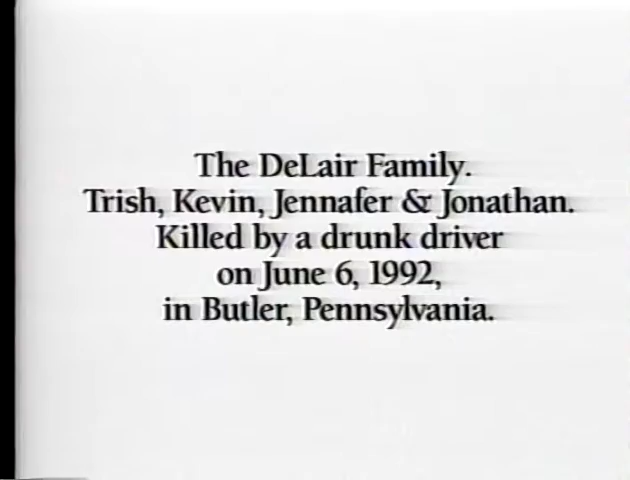 The DeLair Family.
Trish, Kevin, Jennafer & Jonathan.
Killed by a drunk driver
on June 6, 1992,
in Butler, Pennsylvania.